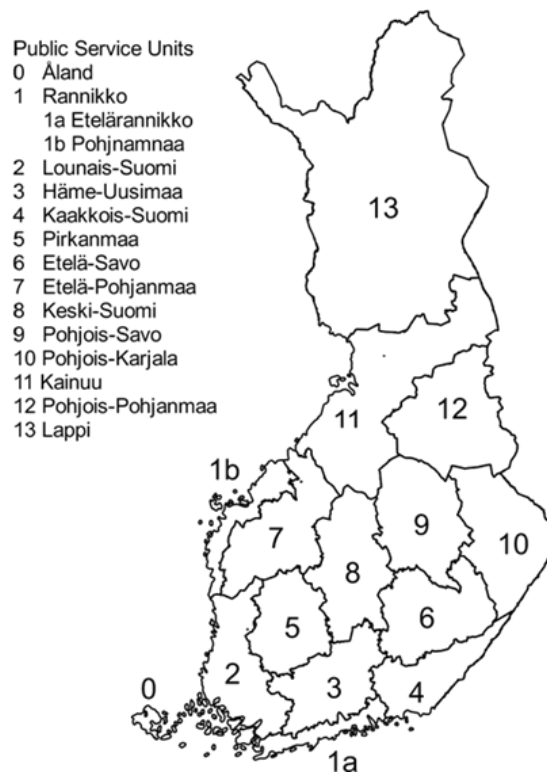 Public Service Units
0 Åland
1 Rannikko
1a Etelärannikko
1b Pohjnamnaa
2 Lounais-Suomi
3 Häme-Uusimaa
4 Kaakkois-Suomi
5 Pirkanmaa
6 Etelä-Savo
7 Etelä-Pohjanmaa
8 Keski-Suomi
9 Pohjois-Savo
10 Pohjois-Karjala
11 Kainuu
12 Pohjois-Pohjanmaa
13 Lappi
13
11
12
1b
7
9
10
8
5
6
2
3
4
0
1a